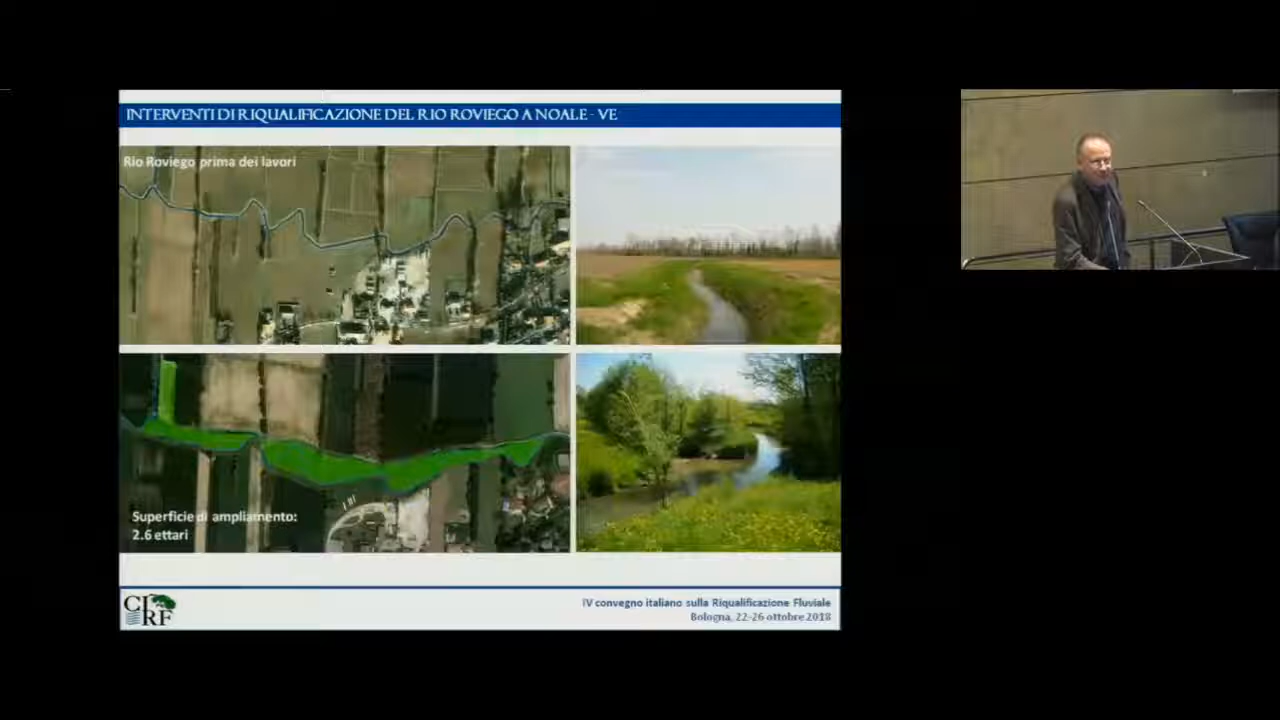 INTERVENTI DI RIQUALIFICAZIONE DEL RIO ROVIEGO A NOALE - VE
Rio Roviego prima dei lavori
Superficie di ampliamento:
2.6 ettari
CIRF
IV convegno italiano sulla Riqualificazione Fluviale
Bologna, 22-26 ottobre 2018